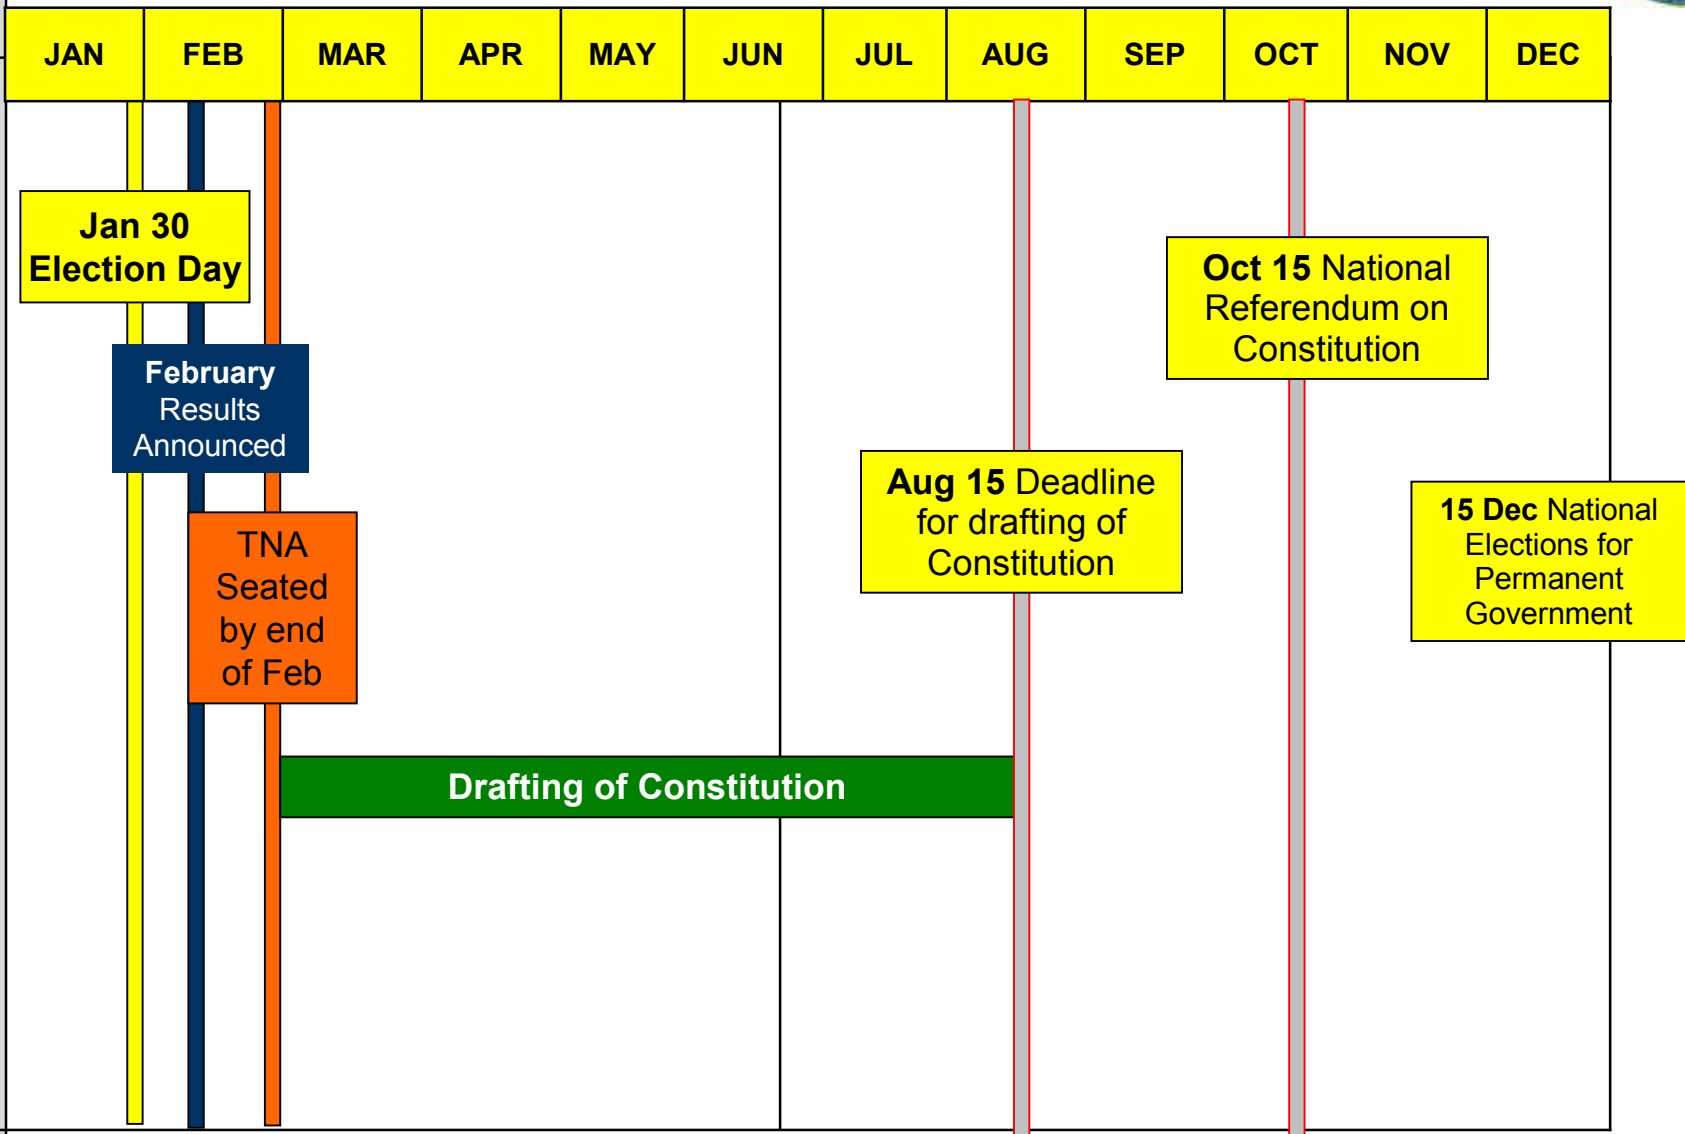 JAN FEB MAR APR MAY JUN JUL AUG SEP OCT NOV DEC
Jan 30
Election Day
February
Results
Announced
TNA
Seated
by end
of Feb
Drafting of Constitution
Aug 15 Deadline
for drafting of
Constitution
Oct 15 National
Referendum on
Constitution
15 Dec National
Elections for
Permanent
Government